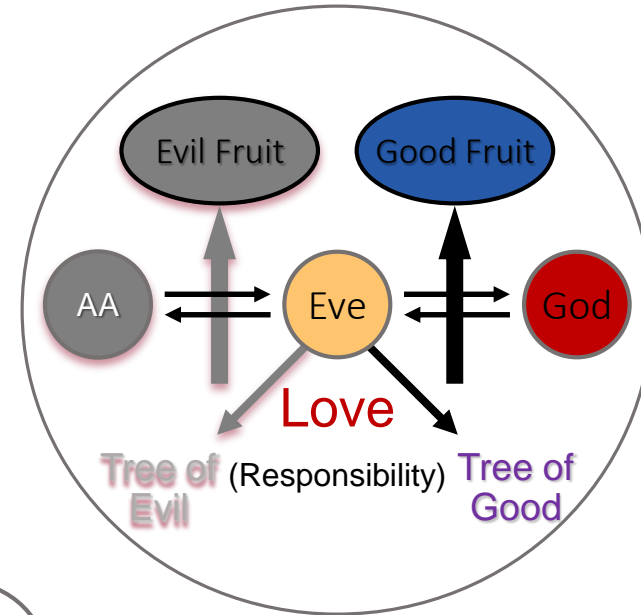 Evil Fruit
Good Fruit
AA
Eve
God
Love
Tree of
Evil
(Responsibility)
Tree of
Good